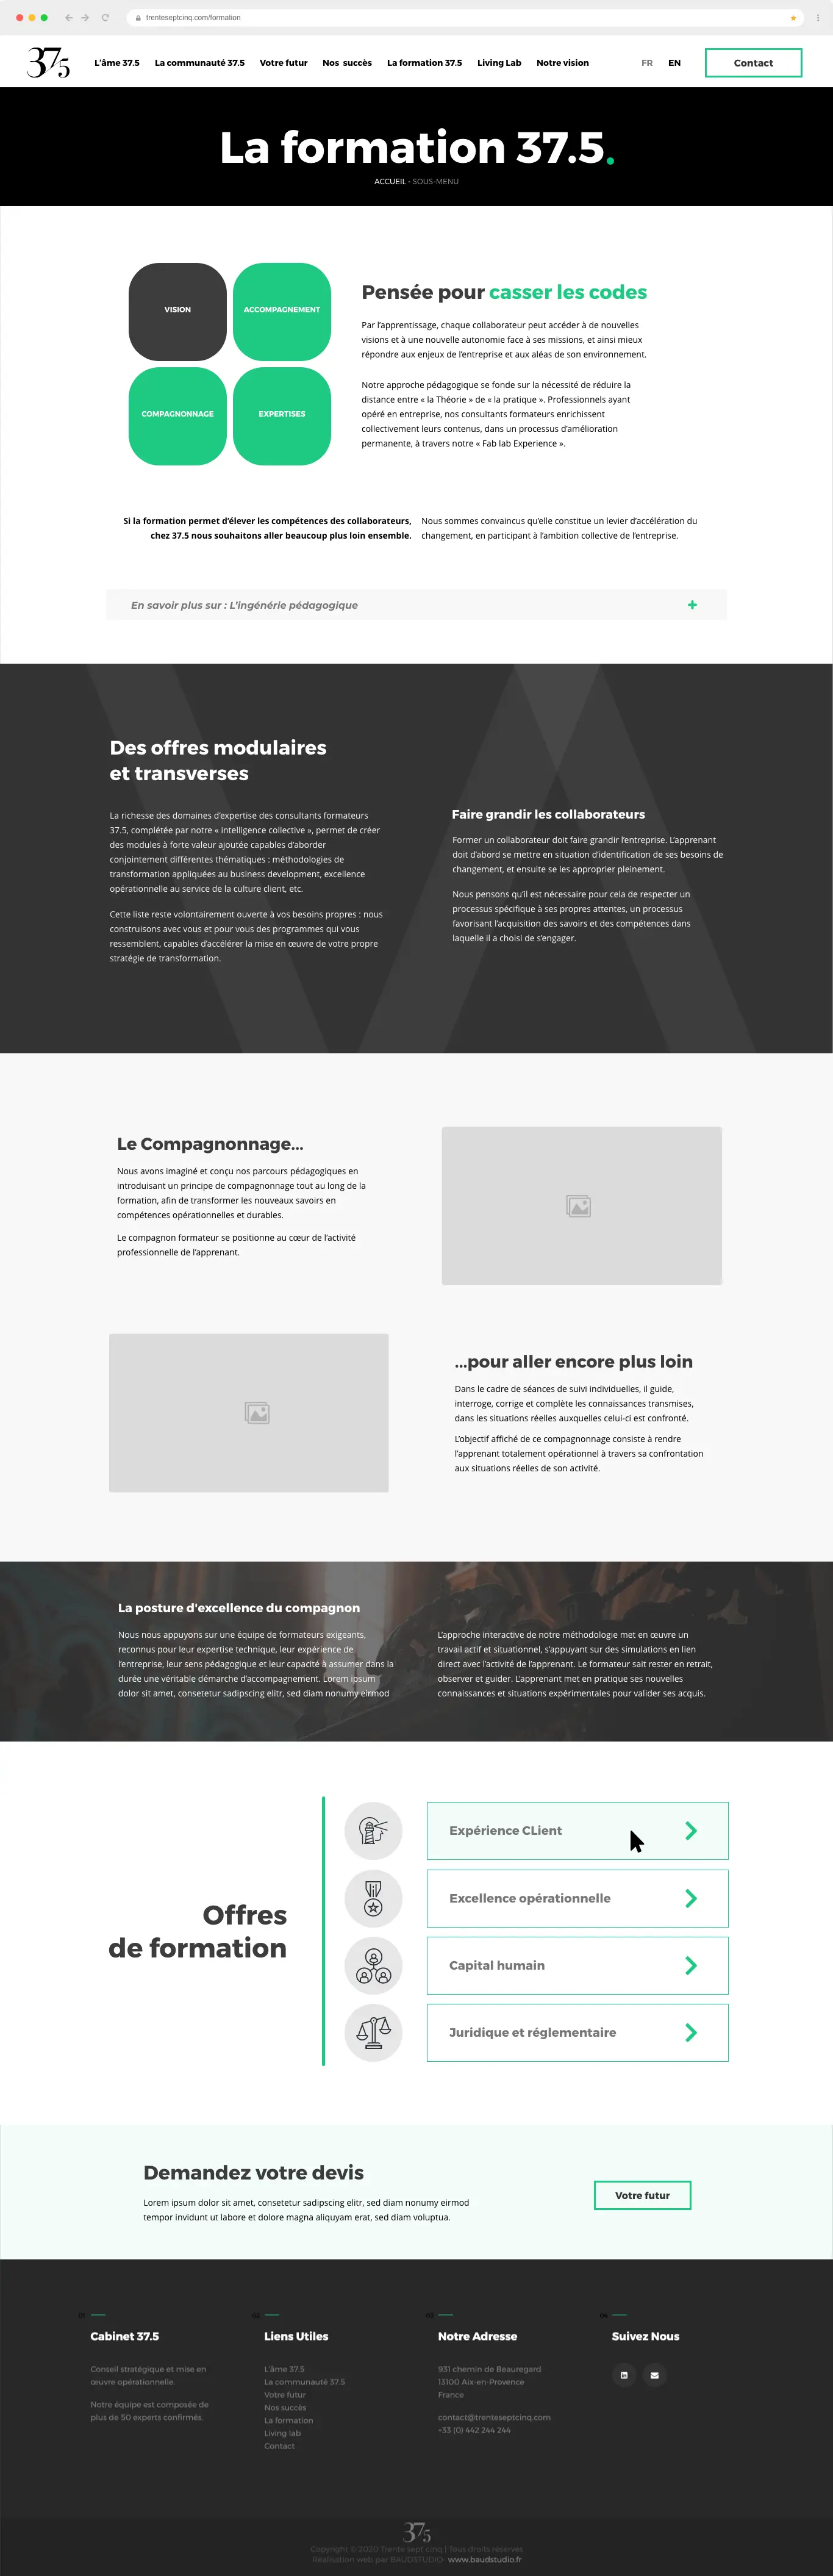 trenteseptcinq.com/formation
37.5
L'âme 37.5 La communauté 37.5 Votre futur Nos succès La formation 37.5 Living Lab Notre vision FR EN Contact
La formation 37.5.
ACCUEIL - SOUS-MENU
VISION
ACCOMPAGNEMENT
COMPAGNONNAGE
EXPERTISES
Pensée pour casser les codes
Par l'apprentissage, chaque collaborateur peut accéder à de nouvelles
visions et à une nouvelle autonomie face à ses missions, et ainsi mieux
répondre aux enjeux de l'entreprise et aux aléas de son environnement.
Notre approche pédagogique se fonde sur la nécessité de réduire la
distance entre « la Théorie » de « la pratique ». Professionnels ayant
opéré en entreprise, nos consultants formateurs enrichissent
collectivement leurs contenus, dans un processus d'amélioration
permanente, à travers notre « Fab lab Experience ».
Si la formation permet d'élever les compétences des collaborateurs,
chez 37.5 nous souhaitons aller beaucoup plus loin ensemble.
Nous sommes convaincus qu'elle constitue un levier d'accélération du
changement, en participant à l'ambition collective de l'entreprise.
En savoir plus sur : L'ingénérie pédagogique
Des offres modulaires
et transverses
La richesse des domaines d'expertise des consultants formateurs
37.5, complétée par notre « intelligence collective », permet de créer
des modules à forte valeur ajoutée capables d'aborder
conjointement différentes thématiques : méthodologies de
transformation appliquées au business development, excellence
opérationnelle au service de la culture client, etc.
Cette liste reste volontairement ouverte à vos besoins propres : nous
construisons avec vous et pour vous des programmes qui vous
ressemblent, capables d'accélérer la mise en œuvre de votre propre
stratégie de transformation.
Faire grandir les collaborateurs
Former un collaborateur doit faire grandir l'entreprise. L'apprenant
doit d'abord se mettre en situation d'identification de ses besoins de
changement, et ensuite se les approprier pleinement.
Nous pensons qu'il est nécessaire pour cela de respecter un
processus spécifique à ses propres attentes, un processus
favorisant l'acquisition des savoirs et des compétences dans
laquelle il a choisi de s'engager.
Le Compagnonnage...
Nous avons imaginé et conçu nos parcours pédagogiques en
introduisant un principe de compagnonnage tout au long de la
formation, afin de transformer les nouveaux savoirs en
compétences opérationnelles et durables.
Le compagnon formateur se positionne au cœur de l'activité
professionnelle de l'apprenant.
...pour aller encore plus loin
Dans le cadre de séances de suivi individuelles, il guide,
interroge, corrige et complète les connaissances transmises,
dans les situations réelles auxquelles celui-ci est confronté.
L'objectif affiché de ce compagnonnage consiste à rendre
l'apprenant totalement opérationnel à travers sa confrontation
aux situations réelles de son activité.
La posture d'excellence du compagnon
Nous nous appuyons sur une équipe de formateurs exigeants,
reconnus pour leur expertise technique, leur expérience de
l'entreprise, leur sens pédagogique et leur capacité à assumer dans la
durée une véritable démarche d'accompagnement. Lorem ipsum
dolor sit amet, consetetur sadipscing elitr, sed diam nonumy eirmod
L'approche interactive de notre méthodologie met en œuvre un
travail actif et situationnel, s'appuyant sur des simulations en lien
direct avec l'activité de l'apprenant. Le formateur sait rester en retrait,
observer et guider. L'apprenant met en pratique ses nouvelles
connaissances et situations expérimentales pour valider ses acquis.
Offres
de formation
Expérience CLient
Excellence opérationnelle
Capital humain
Juridique et réglementaire
Demandez votre devis
Lorem ipsum dolor sit amet, consetetur sadipscing elitr, sed diam nonumy eirmod
tempor invidunt ut labore et dolore magna aliquyam erat, sed diam voluptua.
Votre futur
01
Cabinet 37.5
Conseil stratégique et mise en
œuvre opérationnelle.
Notre équipe est composée de
plus de 50 experts confirmés.
02
Liens Utiles
L'âme 37.5
La communauté 37.5
Votre futur
Nos succès
La formation
Living lab
Contact
03
Notre Adresse
931 chemin de Beauregard
13100 Aix-en-Provence
France
contact@trenteseptcinq.com
+33 (0) 442 244 244
04
Suivez Nous
37.5
Copyright © 2020 Trente sept cinq | Tous droits réservés
Réalisation web par BAUDSTUDIO- www.baudstudio.fr